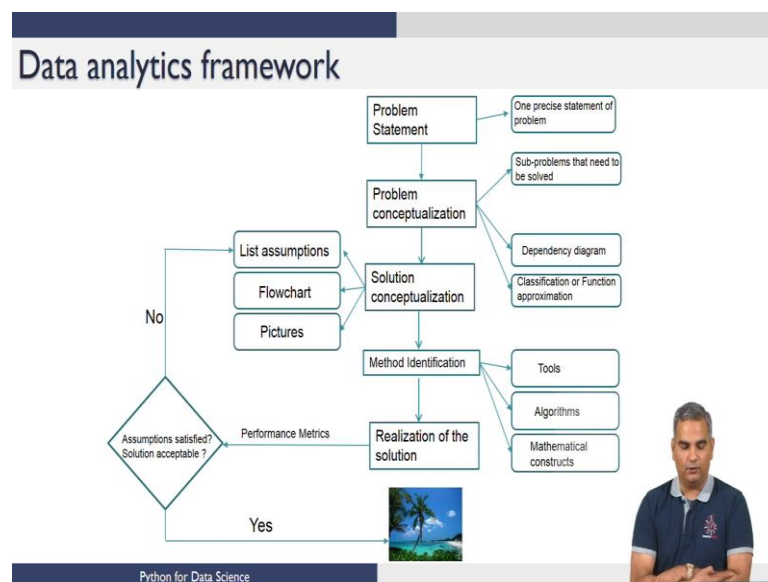 Data analytics framework
Problem
Statement
One precise statement of
problem
Problem
conceptualization
Sub-problems that need to
be solved
Dependency diagram
Classification or Function
approximation
Solution
conceptualization
List assumptions
Flowchart
Pictures
Method Identification
Tools
Algorithms
Mathematical
constructs
Realization of the
solution
Performance Metrics
Assumptions satisfied?
Solution acceptable ?
No
Yes
Python for Data Science